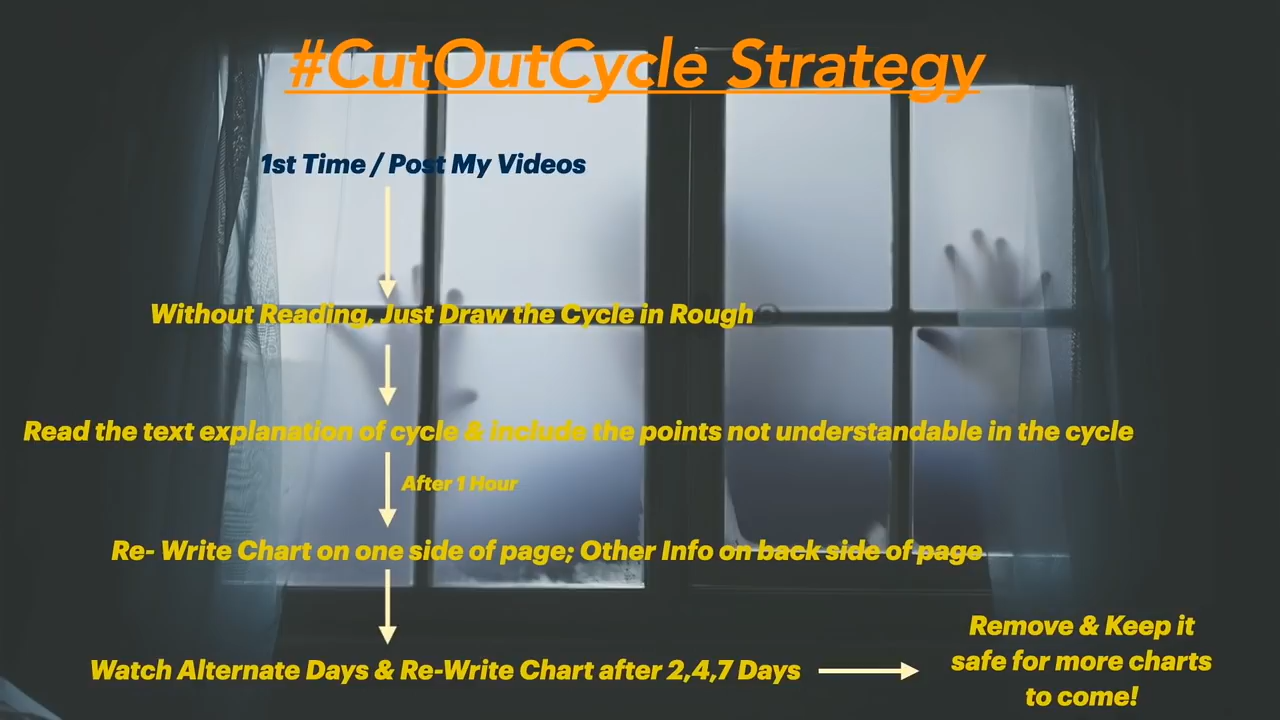 #CutOutCycle Strategy
1st Time / Post My Videos
Without Reading, Just Draw the Cycle in Rough
Read the text explanation of cycle & include the points not understandable in the cycle
After 1 Hour
Re- Write Chart on one side of page; Other Info on back side of page
Watch Alternate Days & Re-Write Chart after 2,4,7 Days
Remove & Keep it
safe for more charts
to come!